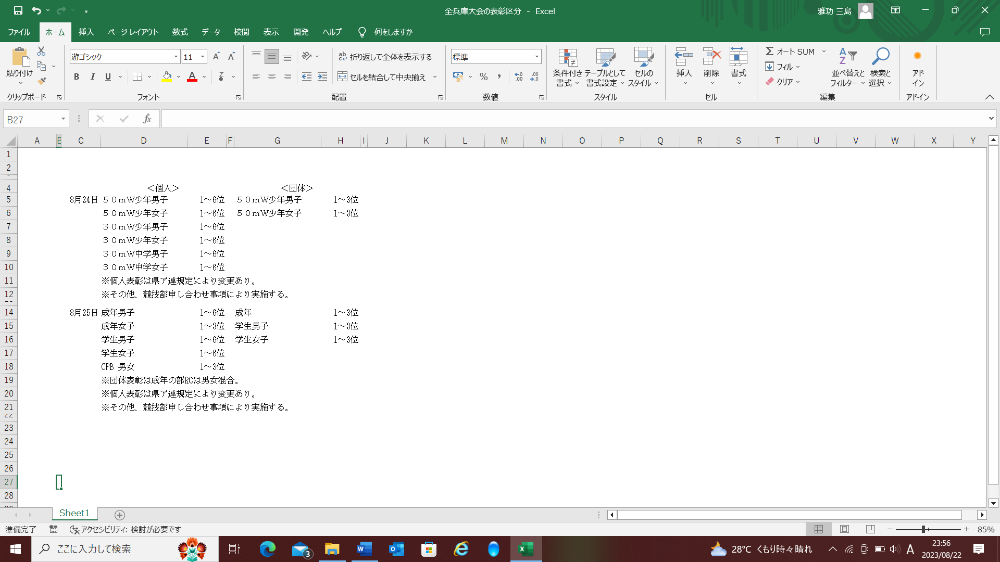 全兵庫大会の表彰区分 - Excel
雅功 三島
ファイル ホーム 挿入 ページ レイアウト 数式 データ 校閲 表示 開発 ヘルプ 何をしますか
貼り付け
クリップボード
游ゴシック 11
B I U
フォント
折り返して全体を表示する
セルを結合して中央揃え
配置
標準
%
数値
条件付き書式
テーブルとして書式設定
セルのスタイル
スタイル
挿入 削除 書式
セル
オート SUM
フィル
クリア
並べ替えとフィルター
検索と選択
編集
アドイン
アドイン
B27
fx
A B C D E F G H I J K L M N O P Q R S T U V W X Y
1
2
4 ＜個人＞ ＜団体＞
5 8月24日 ５０ｍＷ少年男子 1～6位 ５０ｍＷ少年男子 1～3位
6 ５０ｍＷ少年女子 1～6位 ５０ｍＷ少年女子 1～3位
7 ３０ｍＷ少年男子 1～6位
8 ３０ｍＷ少年女子 1～6位
9 ３０ｍＷ中学男子 1～6位
10 ３０ｍＷ中学女子 1～6位
11 ※個人表彰は県ア連規定により変更あり。
12 ※その他、競技部申し合わせ事項により実施する。
14 8月25日 成年男子 1～6位 成年 1～3位
15 成年女子 1～3位 学生男子 1～3位
16 学生男子 1～6位 学生女子 1～3位
17 学生女子 1～6位
18 CPB 男女 1～3位
19 ※団体表彰は成年の部RCは男女混合。
20 ※個人表彰は県ア連規定により変更あり。
21 ※その他、競技部申し合わせ事項により実施する。
22
23
24
25
26
27
28
Sheet1
準備完了 アクセシビリティ: 検討が必要です 85%
ここに入力して検索 3 28°C くもり時々晴れ A 23:56
2023/08/22